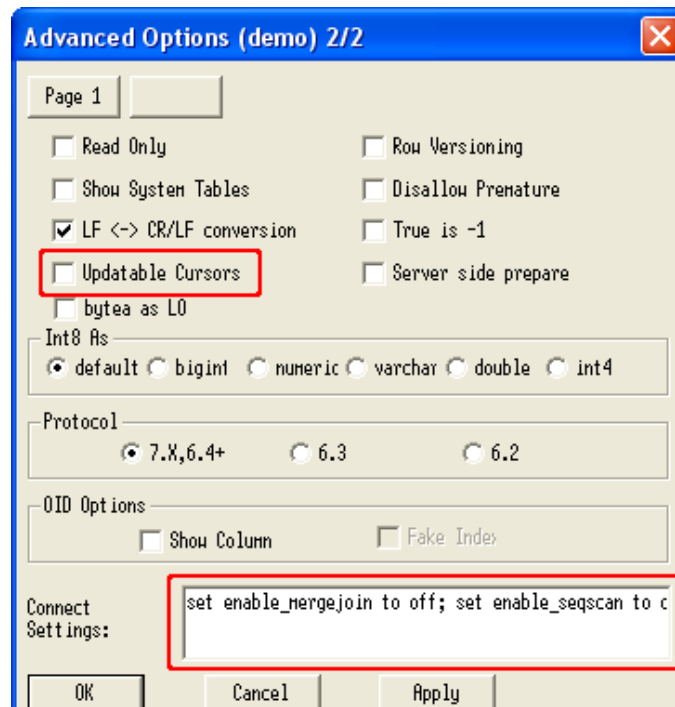 Advanced Options (demo) 2/2
Page 1
Read Only
Row Versioning
Show System Tables
Disallow Premature
LF <-> CR/LF conversion
True is -1
Updatable Cursors
Server side prepare
bytea as LO
Int8 As
default bigint numeric varchar double int4
Protocol
7.X,6.4+ 6.3 6.2
OID Options
Show Column Fake Index
Connect
Settings:
set enable_mergejoin to off; set enable_seqscan to
OK Cancel Apply